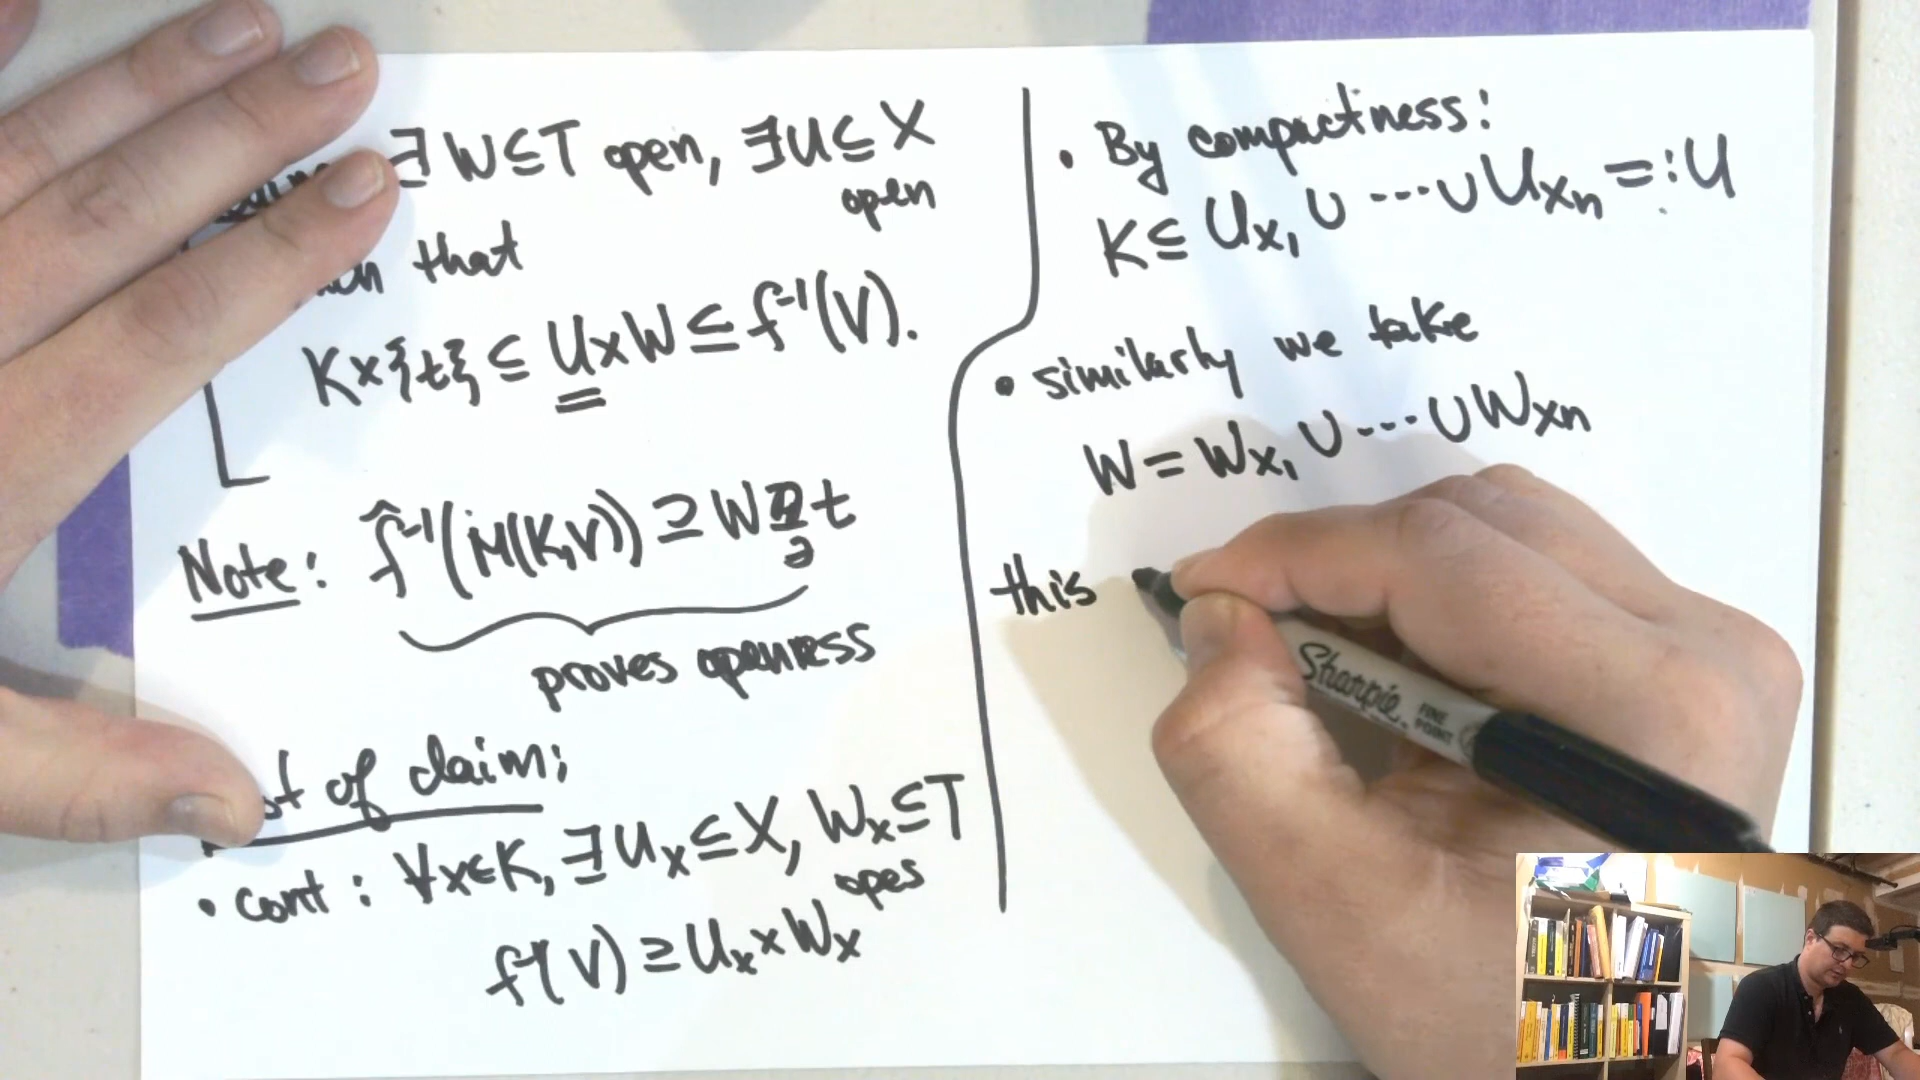 ∃ W ⊆ T open, ∃ U ⊆ X
open
that
K×{t} ⊆ U×W ⊆ f⁻¹(V).
Note: f̂⁻¹(M(K,V)) ⊇ W ∋ t
proves openness
of claim:
• cont: ∀x∈K, ∃ Uₓ ⊆ X, Wₓ ⊆ T
opes
f⁻¹(V) ⊇ Uₓ × Wₓ
• By compactness:
K ⊆ Ux₁ ∪ ⋯ ∪ Uxn =: U
• similarly we take
W = Wx₁ ∪ ⋯ ∪ Wxn
this
Sharpie
FINE
POINT